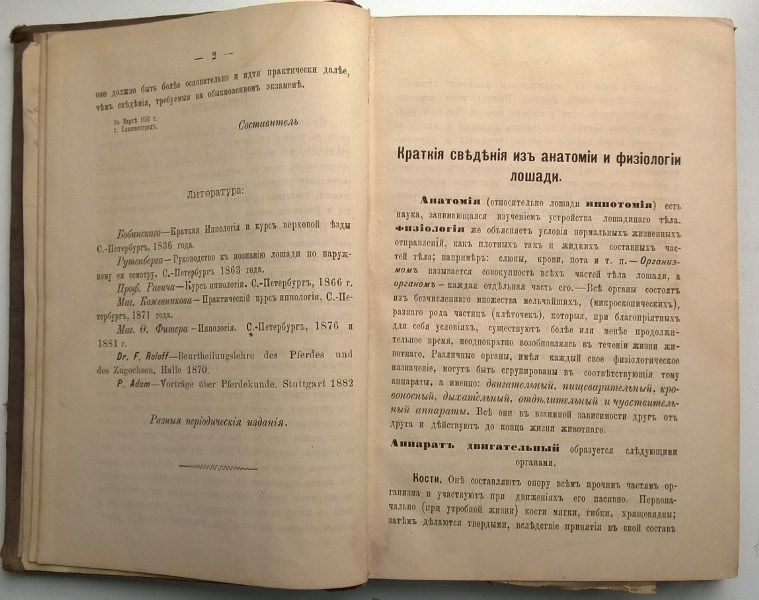 — 2 —
оно должно быть болѣе основательно и идти практически далѣе,
чѣмъ свѣдѣнія, требуемыя на обыкновенномъ экзаменѣ.
г. Елисаветградъ.
Составитель
Литература:
Бобинскаго—Краткая Иппологія и курсъ верховой ѣзды
С.-Петербургъ, 1836 года.
Рутенберга—Руководство къ познанію лошади по наруж-
ному ея осмотру. С.-Петербургъ 1863 года.
Проф. Равича—Курсъ иппологіи. С.-Петербургъ, 1866 г.
Маг. Кожевникова—Практическій курсъ иппологіи, С.-Пе-
тербургъ, 1871 года.
Маг. Ѳ. Фишера—Иппологія. С.-Петербургъ, 1876 и
1881 г.
Dr. F. Roloff—Beurtheilungslehre des Pferdes und
des Zugochsen, Halle 1870.
P. Adam—Vorträge über Pferdekunde. Stuttgart 1882
Разныя періодическія изданія.
Краткія свѣдѣнія изъ анатоміи и физіологіи
лошади.
Анатомія (относительно лошади иппотомія) есть
наука, занимающаяся изученіемъ устройства лошадинаго тѣла.
Физіологія же объясняетъ условія нормальныхъ жизненныхъ
отправленій, какъ плотныхъ такъ и жидкихъ составныхъ час-
тей тѣла; напримѣръ: слюны, крови, пота и т. п.—Организ-
момъ называется совокупность всѣхъ частей тѣла лошади, а
органомъ—каждая отдѣльная часть его.—Всѣ органы состоятъ
изъ безчисленнаго множества мельчайшихъ, (микроскопическихъ),
разнаго рода частицъ (клѣточекъ), которыя, при благопріятныхъ
для себя условіяхъ, существуютъ болѣе или менѣе продолжи-
тельное время, неоднократно возобновляясь въ теченіи жизни жи-
вотнаго. Различные органы, имѣя каждый свое физіологическое
назначеніе, могутъ быть сгрупированы въ соотвѣтствующія тому
аппараты, а именно: двигательный, пищеварительный, кро-
веносный, дыхательный, отдѣлительный и чувствитель-
ный аппараты. Всѣ они въ взаимной зависимости другъ отъ
друга и дѣйствуютъ до конца жизни животнаго.
Аппаратъ двигательный образуется слѣдующими
органами.
Кости. Онѣ составляютъ опору всѣмъ прочимъ частямъ ор-
ганизма и участвуютъ при движеніяхъ его пасивно. Первона-
чально (при утробной жизни) кости мягки, гибки, хрящевидны;
затѣмъ дѣлаются твердыми, вслѣдствіе принятія въ свой составъ